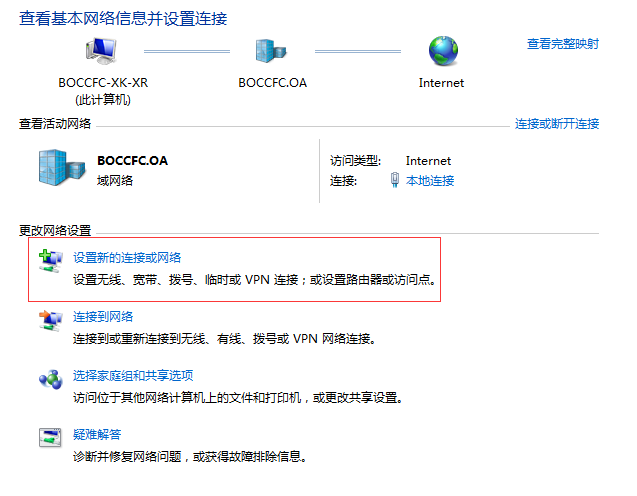 查看基本网络信息并设置连接
查看完整映射
BOCCFC-XK-XR
(此计算机)
BOCCFC.OA
Internet
查看活动网络
连接或断开连接
BOCCFC.OA
域网络
访问类型:
Internet
连接:
本地连接
更改网络设置
设置新的连接或网络
设置无线、宽带、拨号、临时或 VPN 连接；或设置路由器或访问点。
连接到网络
连接到或重新连接到无线、有线、拨号或 VPN 网络连接。
选择家庭组和共享选项
访问位于其他网络计算机上的文件和打印机，或更改共享设置。
疑难解答
诊断并修复网络问题，或获得故障排除信息。